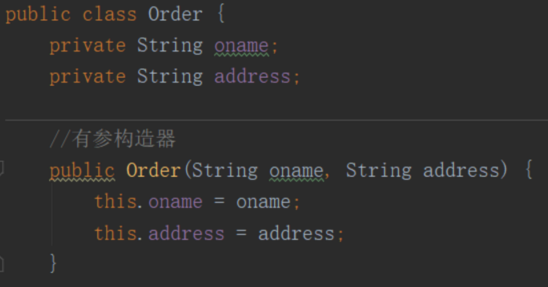 public class Order {
private String oname;
private String address;
//有参构造器
public Order(String oname, String address) {
this.oname = oname;
this.address = address;
}